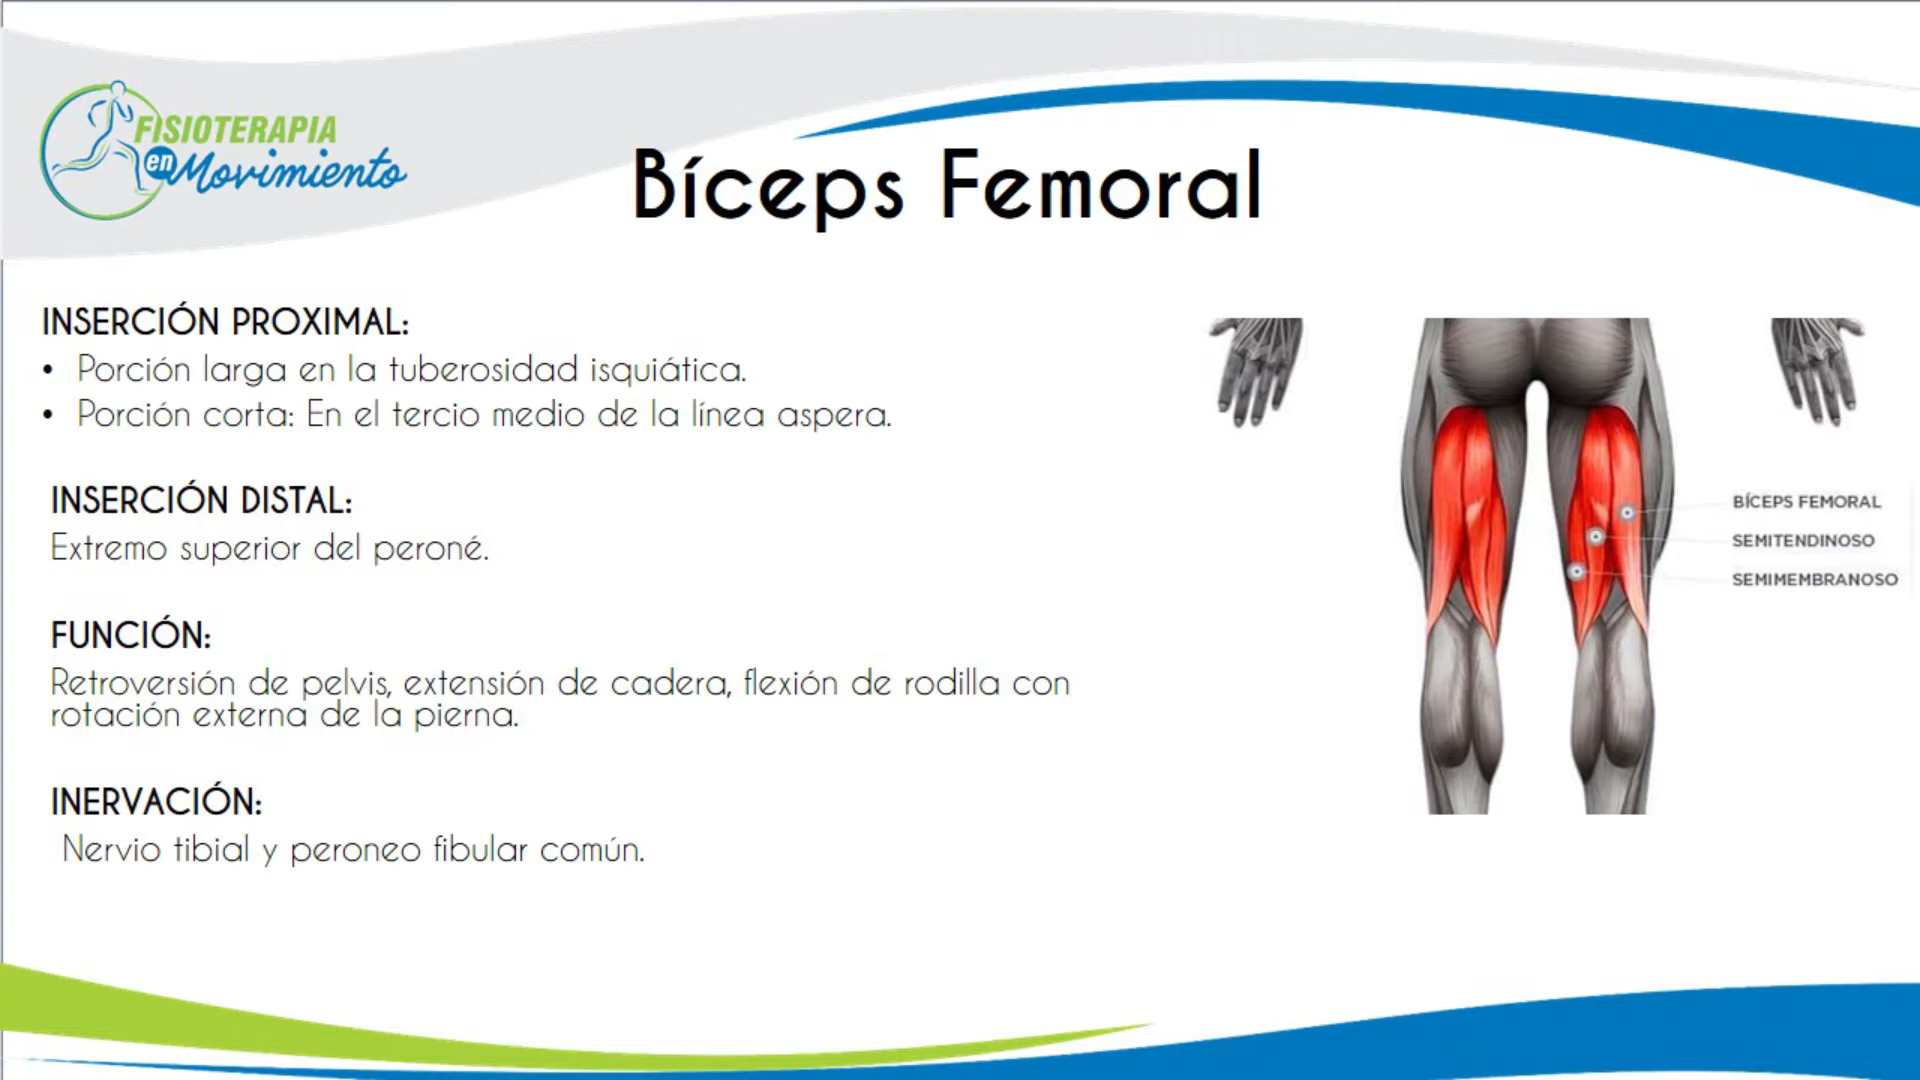 FISIOTERAPIA
en Movimiento
Bíceps Femoral
INSERCIÓN PROXIMAL:
• Porción larga en la tuberosidad isquiática.
• Porción corta: En el tercio medio de la línea aspera.
INSERCIÓN DISTAL:
Extremo superior del peroné.
FUNCIÓN:
Retroversión de pelvis, extensión de cadera, flexión de rodilla con
rotación externa de la pierna.
INERVACIÓN:
Nervio tibial y peroneo fibular común.
BÍCEPS FEMORAL
SEMITENDINOSO
SEMIMEMBRANOSO